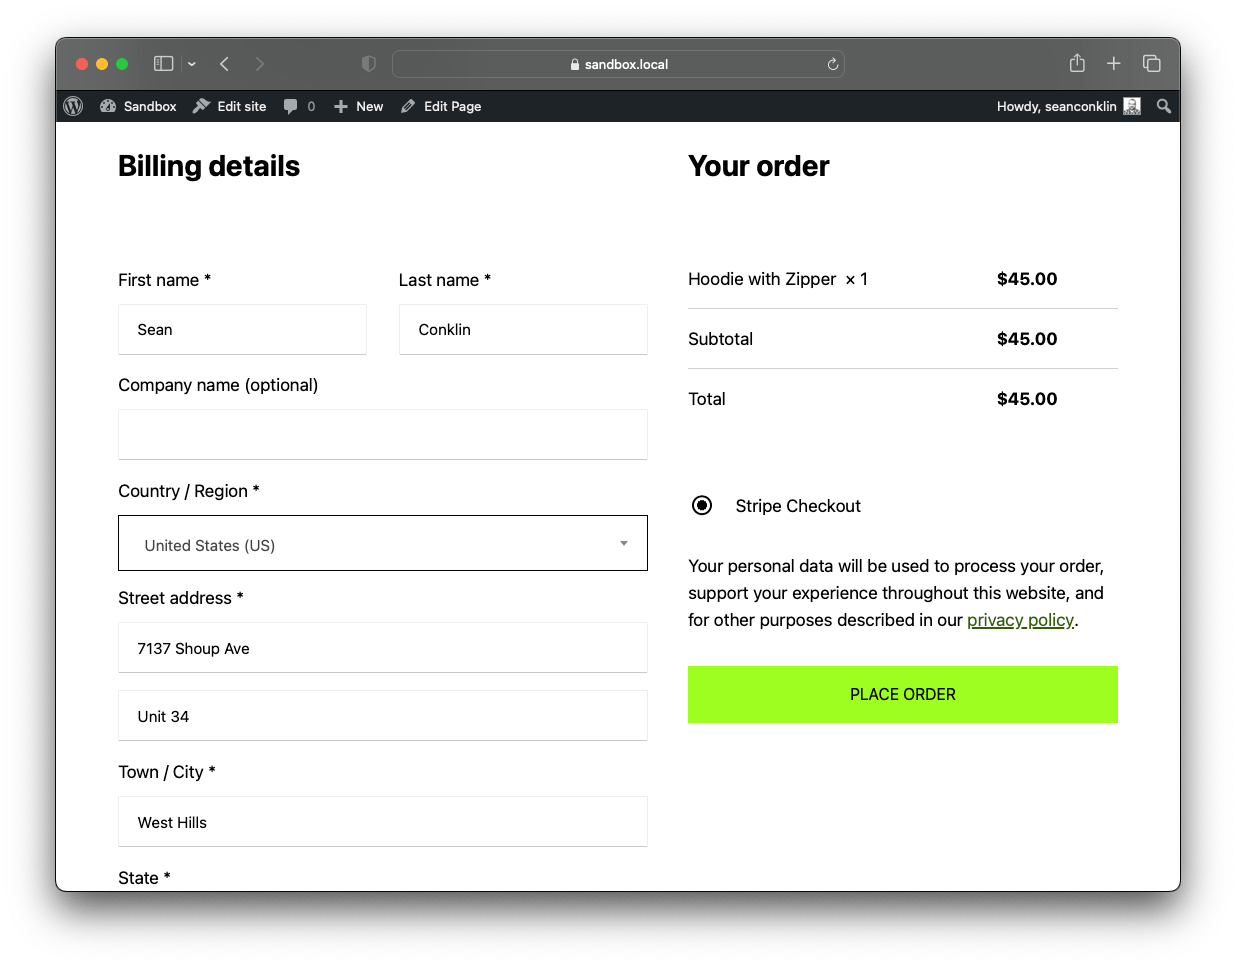 sandbox.local
Sandbox Edit site 0 New Edit Page Howdy, seanconklin
Billing details
First name * Last name *
Sean Conklin
Company name (optional)
Country / Region *
United States (US)
Street address *
7137 Shoup Ave
Unit 34
Town / City *
West Hills
State *
Your order
Hoodie with Zipper × 1 $45.00
Subtotal $45.00
Total $45.00
Stripe Checkout
Your personal data will be used to process your order,
support your experience throughout this website, and
for other purposes described in our privacy policy.
PLACE ORDER